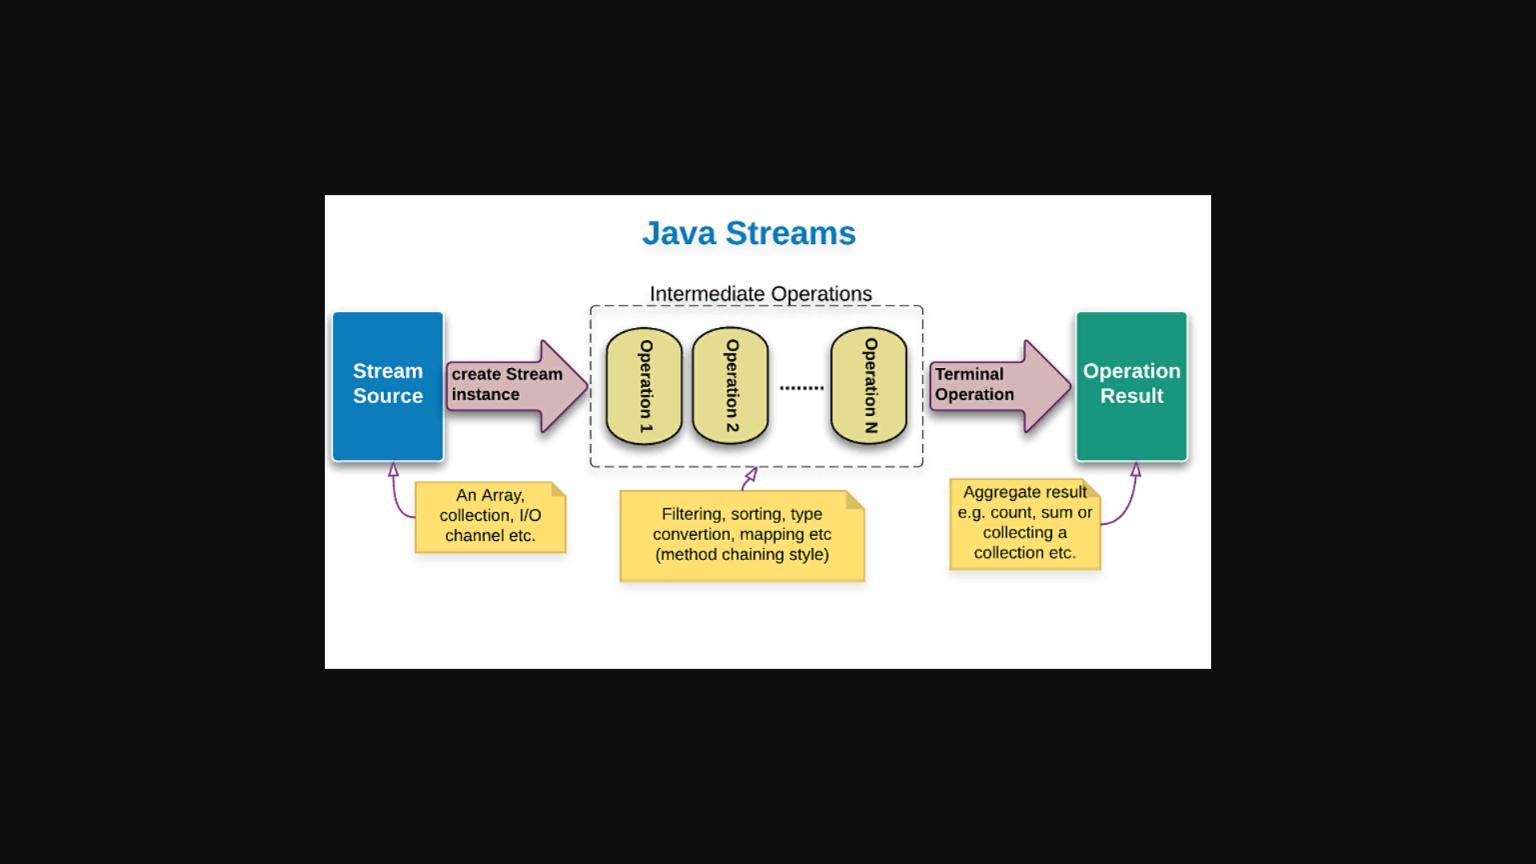 Java Streams
Intermediate Operations
Stream
Source
create Stream
instance
Operation 1
Operation 2
........
Operation N
Terminal
Operation
Operation
Result
An Array,
collection, I/O
channel etc.
Filtering, sorting, type
convertion, mapping etc
(method chaining style)
Aggregate result
e.g. count, sum or
collecting a
collection etc.